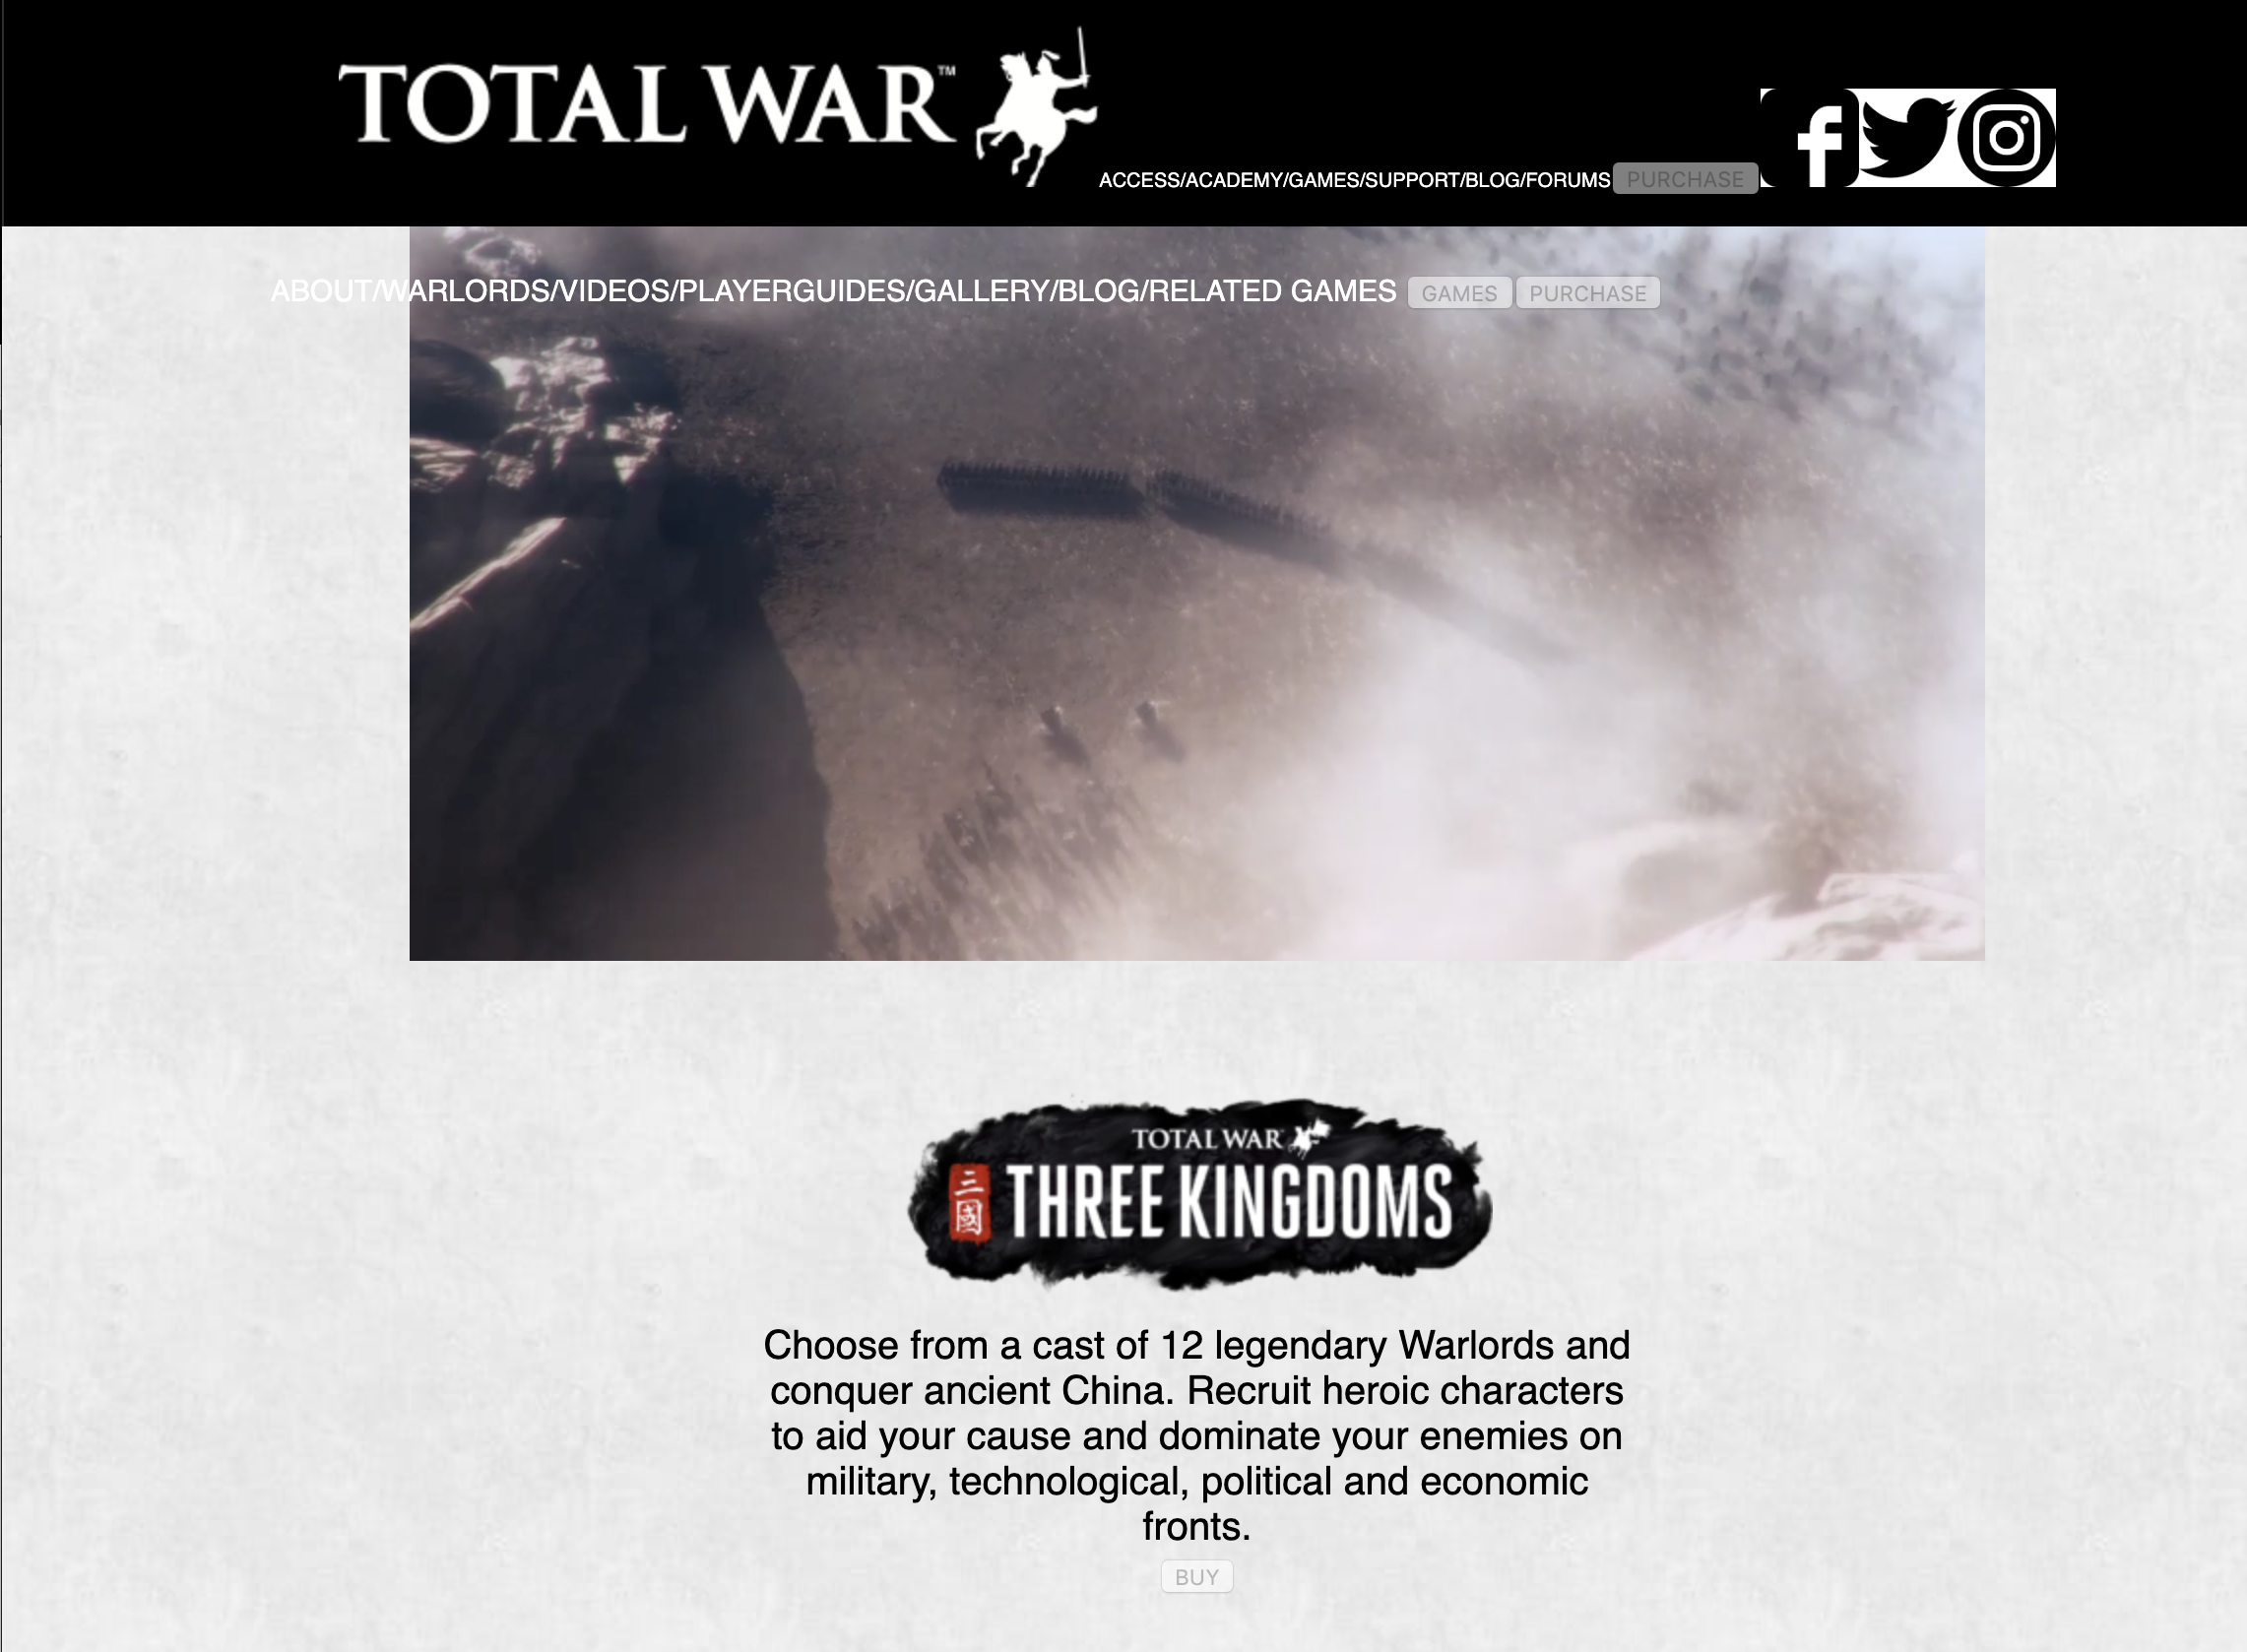 TOTAL WAR™
ACCESS/ACADEMY/GAMES/SUPPORT/BLOG/FORUMS PURCHASE
ABOUT/WARLORDS/VIDEOS/PLAYERGUIDES/GALLERY/BLOG/RELATED GAMES GAMES PURCHASE
TOTAL WAR
三國 THREE KINGDOMS
Choose from a cast of 12 legendary Warlords and
conquer ancient China. Recruit heroic characters
to aid your cause and dominate your enemies on
military, technological, political and economic
fronts.
BUY